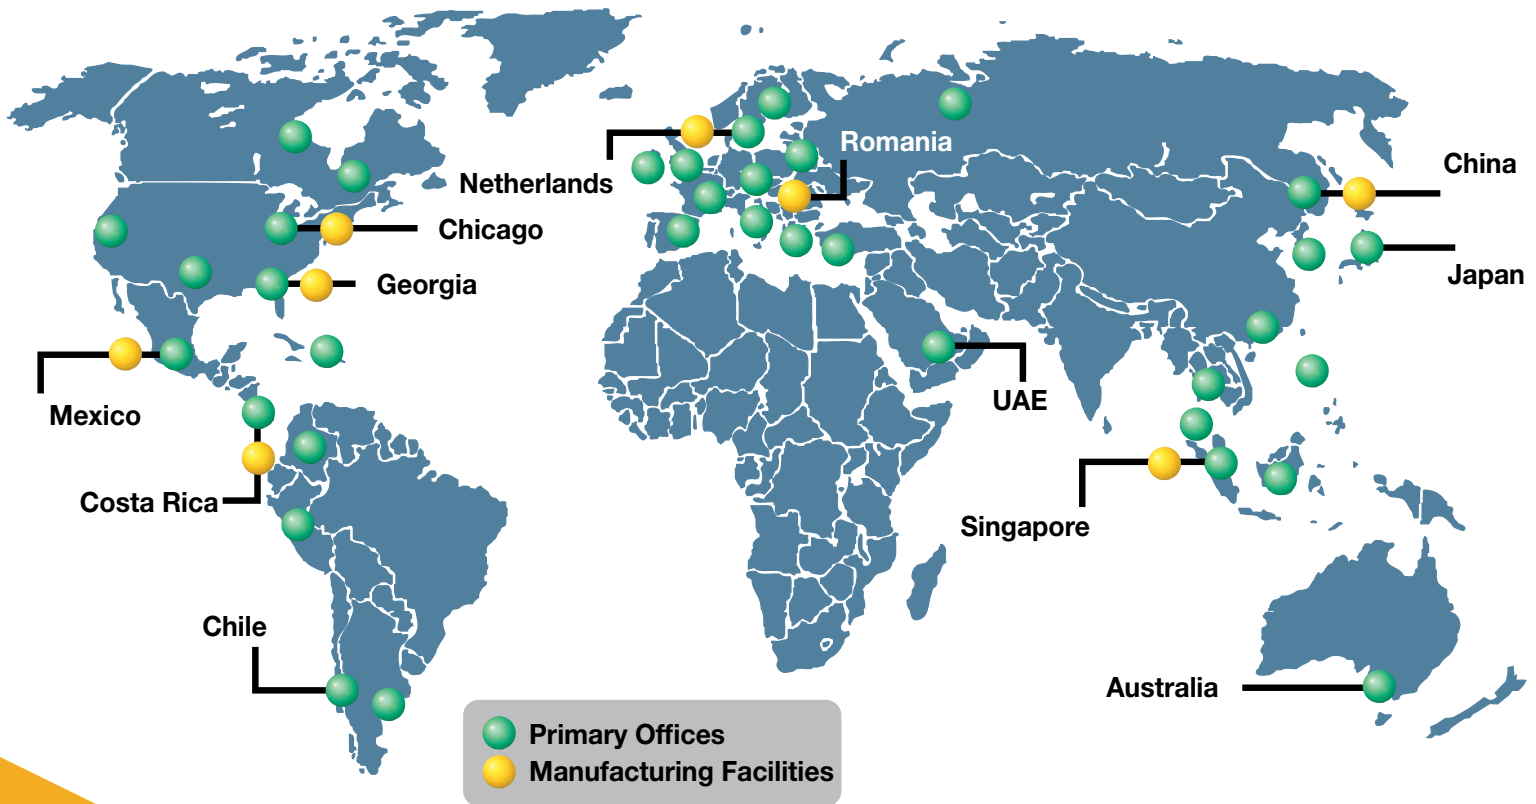 Romania
China
Netherlands
Chicago
Japan
Georgia
UAE
Mexico
Costa Rica
Singapore
Chile
Australia
Primary Offices
Manufacturing Facilities